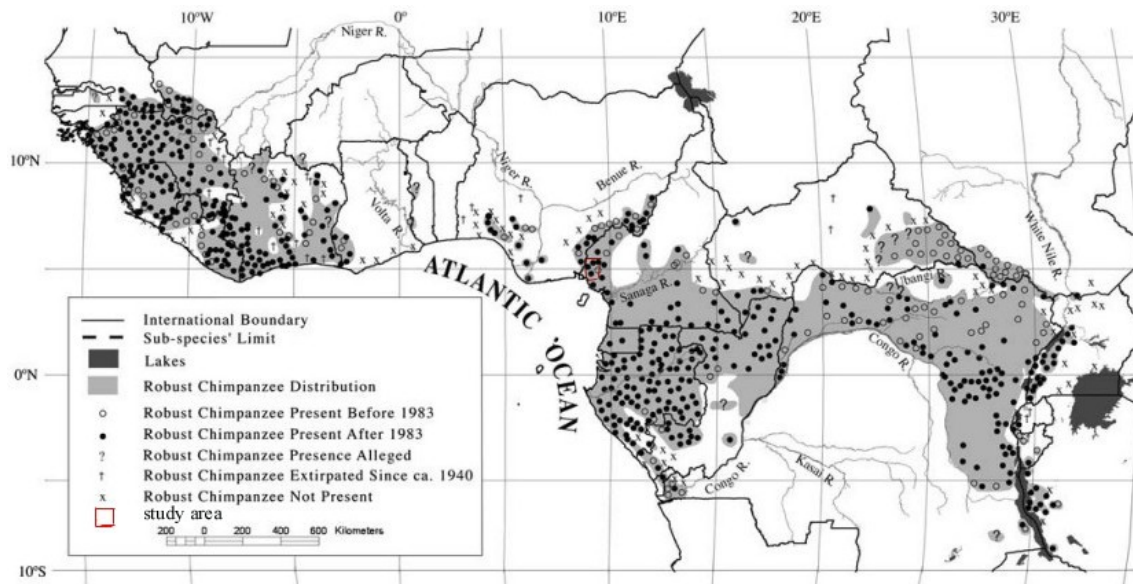 10°W 0° 10°E 20°E 30°E
Niger R.
10°N
Niger R.
Benue R.
Volta R.
White Nile R.
ATLANTIC OCEAN
Sanaga R.
Ubangi R.
Congo R.
0°N
Congo R.
Kasai R.
International Boundary
Sub-species' Limit
Lakes
Robust Chimpanzee Distribution
o Robust Chimpanzee Present Before 1983
• Robust Chimpanzee Present After 1983
? Robust Chimpanzee Presence Alleged
† Robust Chimpanzee Extirpated Since ca. 1940
x Robust Chimpanzee Not Present
study area
200 0 200 400 600 Kilometers
10°S